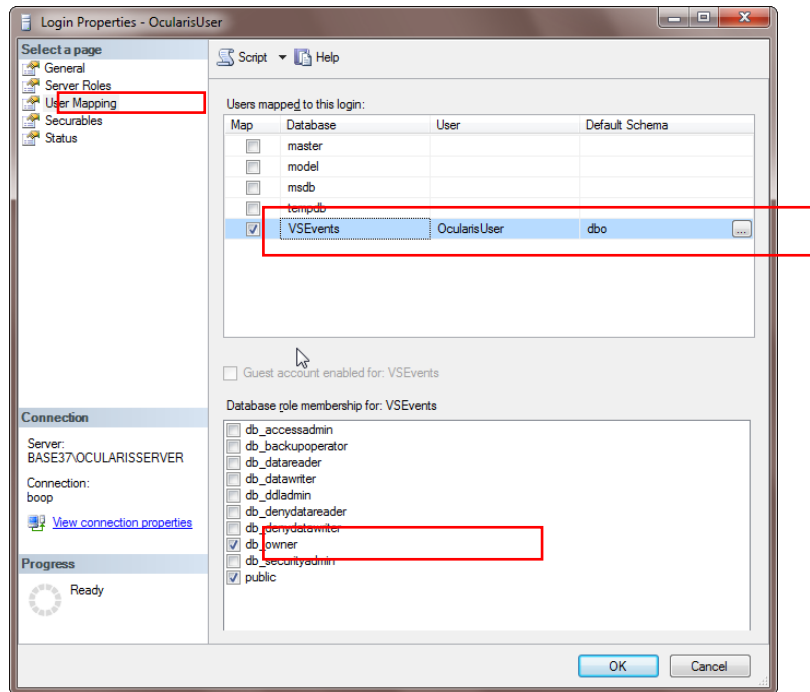 Login Properties - OcularisUser
Select a page
General
Server Roles
User Mapping
Securables
Status
Script Help
Users mapped to this login:
Map Database User Default Schema
master
model
msdb
tempdb
VSEvents OcularisUser dbo ...
Guest account enabled for: VSEvents
Database role membership for: VSEvents
db_accessadmin
db_backupoperator
db_datareader
db_datawriter
db_ddladmin
db_denydatareader
db_denydatawriter
db_owner
db_securityadmin
public
Connection
Server:
BASE37\OCULARISSERVER
Connection:
boop
View connection properties
Progress
Ready
OK Cancel